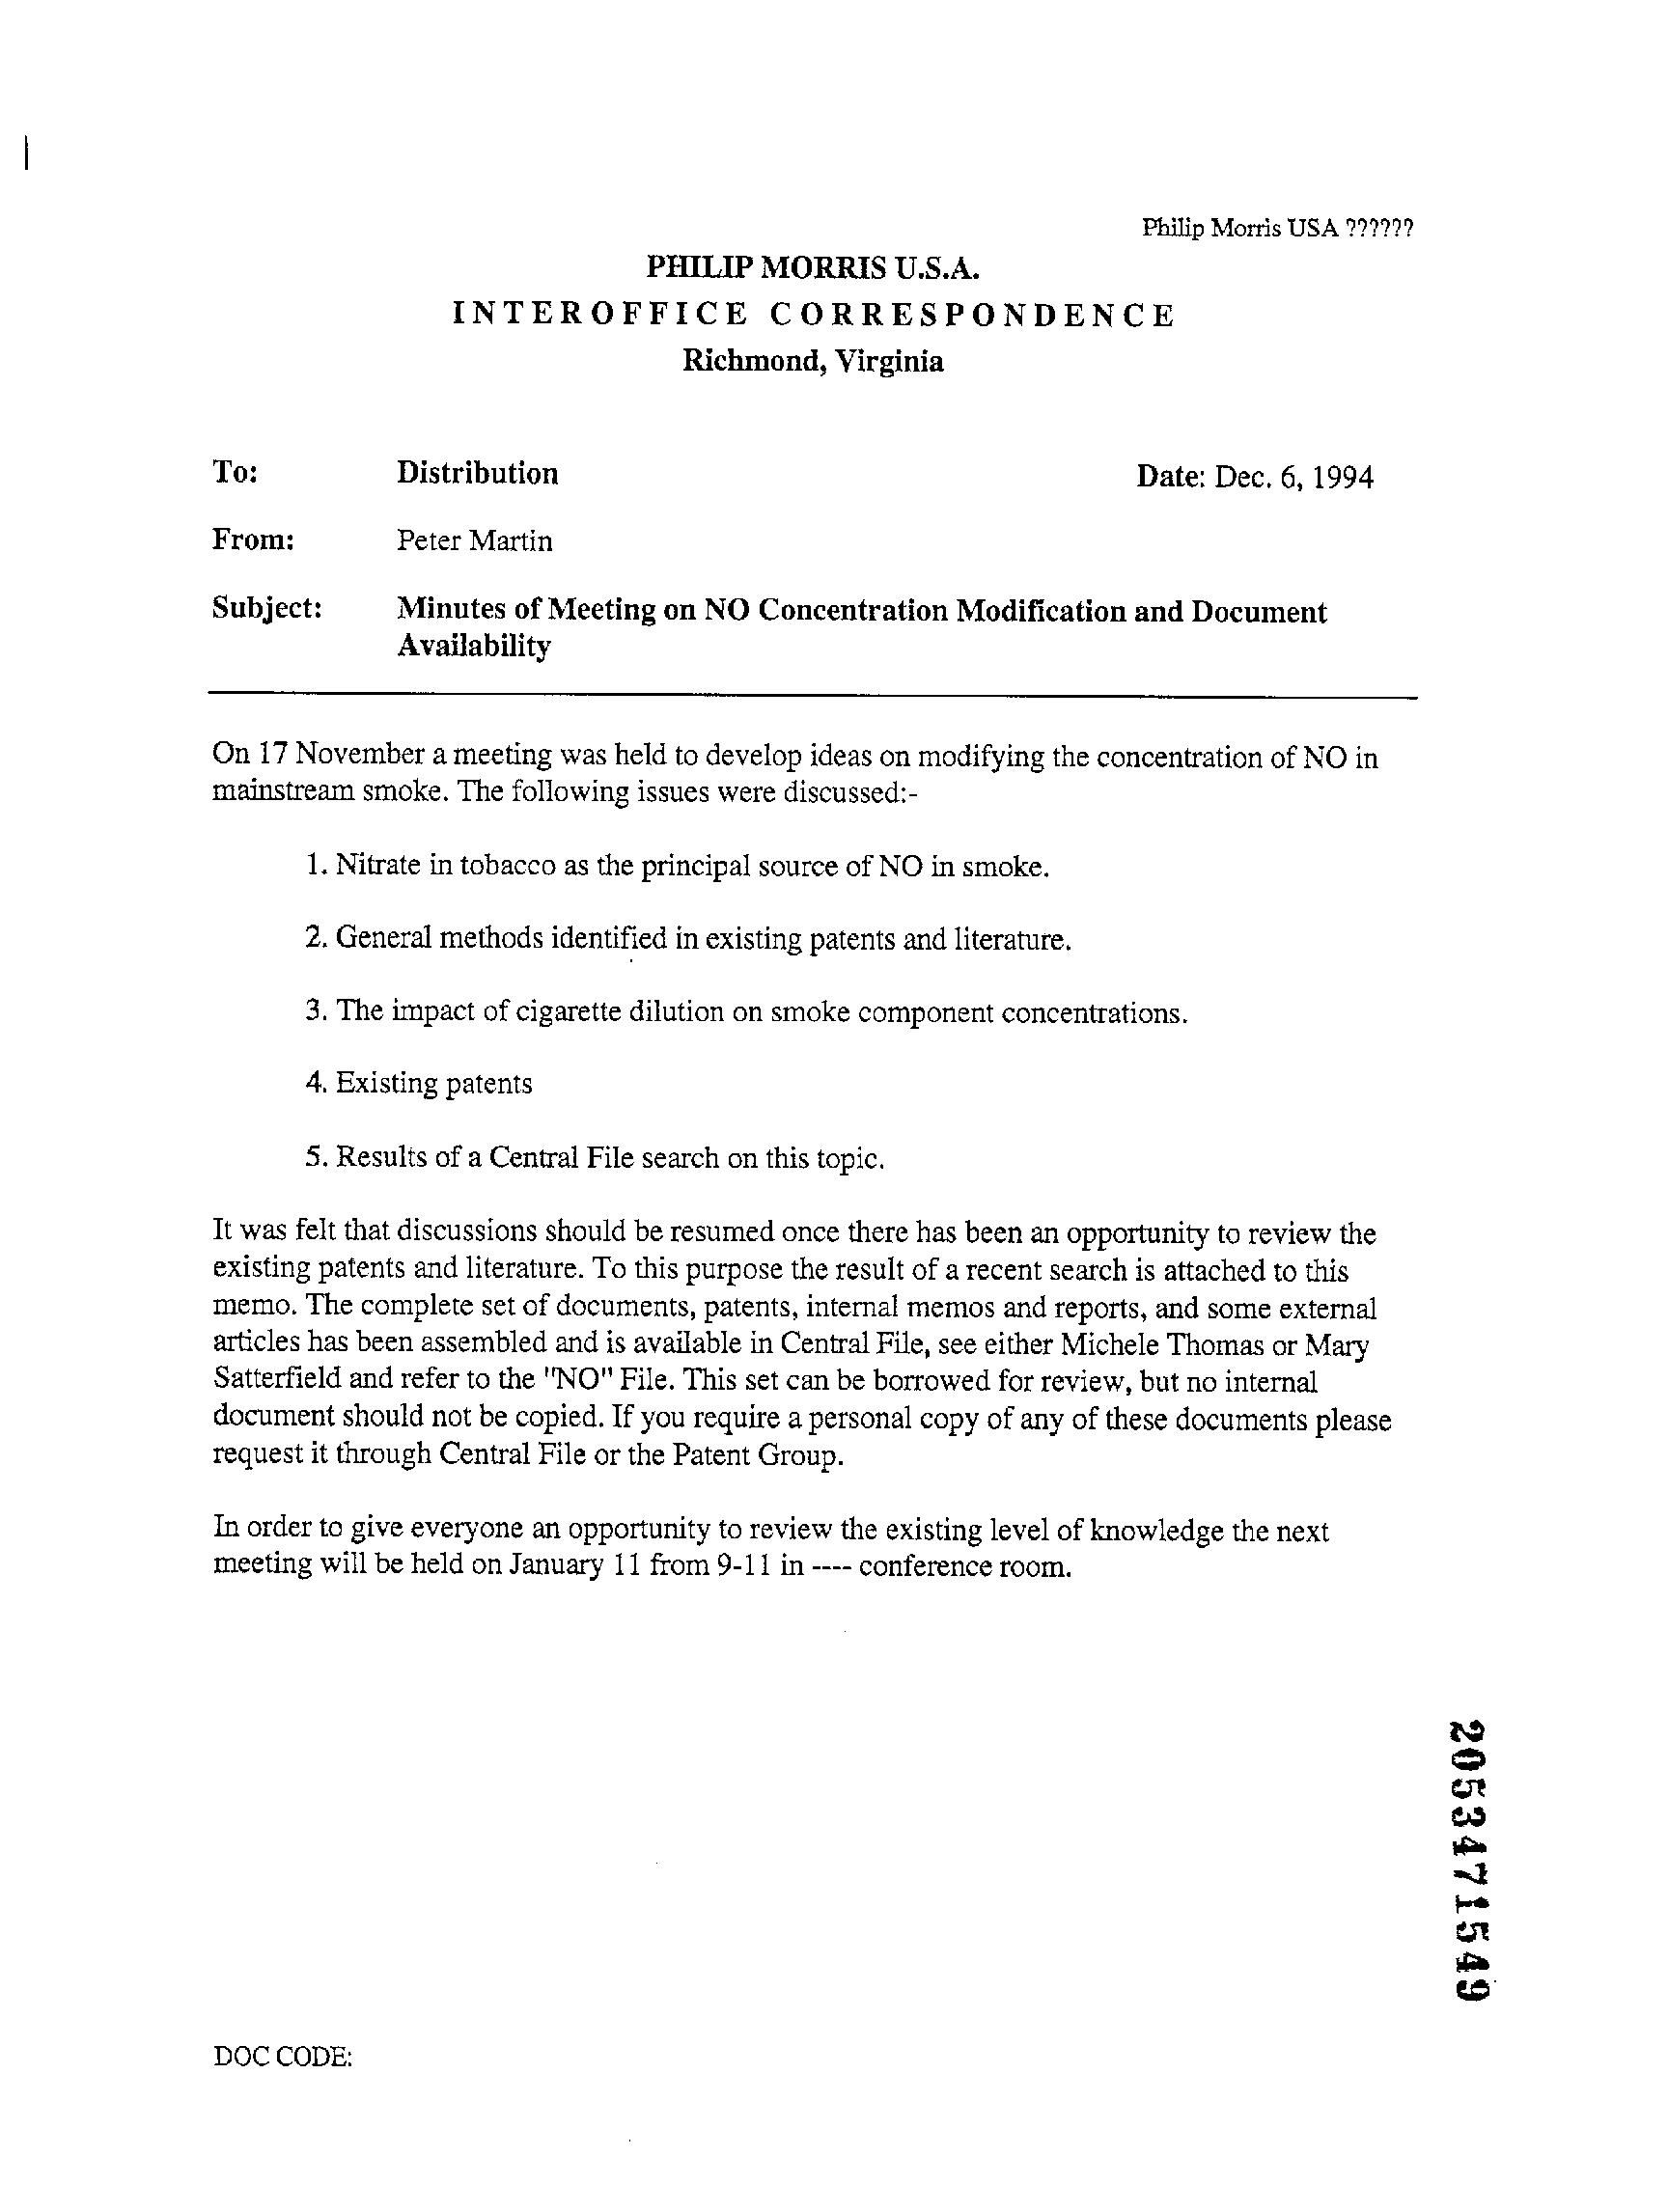 Philip Morris USA ??????
PHILIP MORRIS U.S.A.
INTEROFFICE CORRESPONDENCE
Richmond, Virginia
To: Distribution Date: Dec. 6, 1994
From: Peter Martin
Subject: Minutes of Meeting on NO Concentration Modification and Document
Availability
On 17 November a meeting was held to develop ideas on modifying the concentration of NO in
mainstream smoke. The following issues were discussed:-
1. Nitrate in tobacco as the principal source of NO in smoke.
2. General methods identified in existing patents and literature.
3. The impact of cigarette dilution on smoke component concentrations.
4. Existing patents
5. Results of a Central File search on this topic.
It was felt that discussions should be resumed once there has been an opportunity to review the
existing patents and literature. To this purpose the result of a recent search is attached to this
memo. The complete set of documents, patents, internal memos and reports, and some external
articles has been assembled and is available in Central File, see either Michele Thomas or Mary
Satterfield and refer to the "NO" File. This set can be borrowed for review, but no internal
document should not be copied. If you require a personal copy of any of these documents please
request it through Central File or the Patent Group.
In order to give everyone an opportunity to review the existing level of knowledge the next
meeting will be held on January 11 from 9-11 in ---- conference room.
2053471549
DOC CODE: